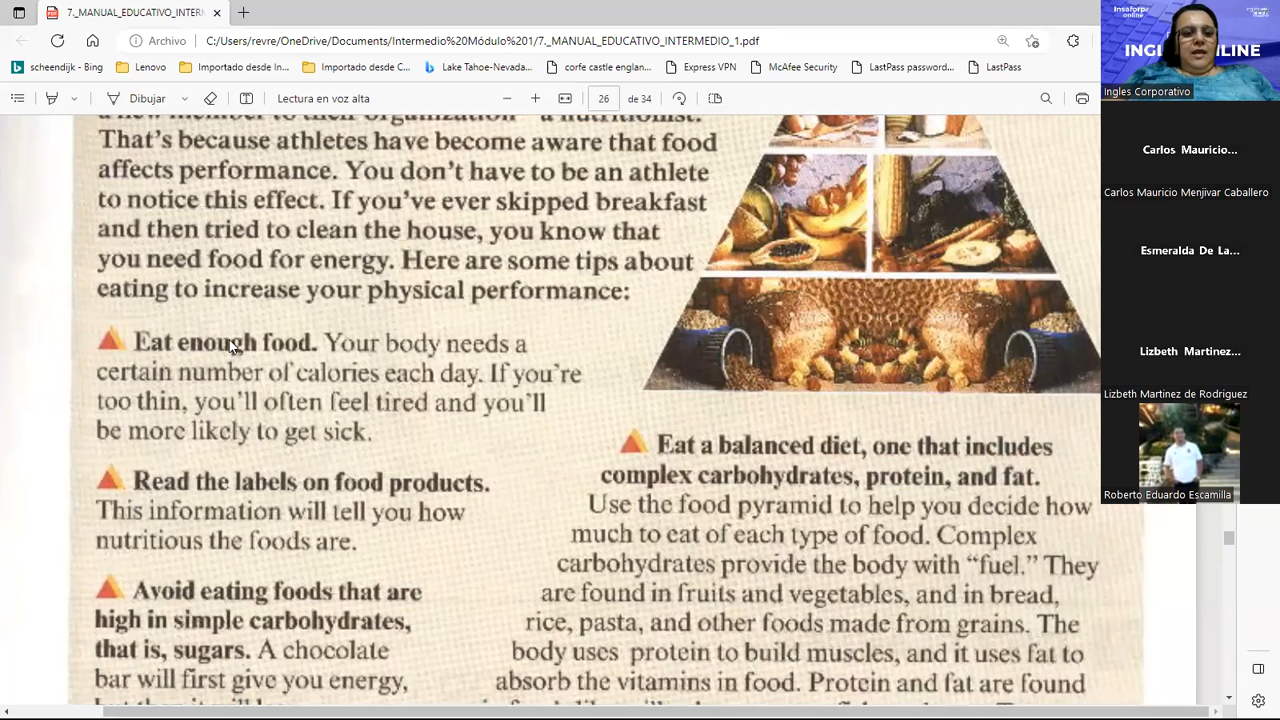 7._MANUAL_EDUCATIVO_INTERM
Archivo
C:/Users/revre/OneDrive/Documents/In
Módulo%201/7._MANUAL_EDUCATIVO_INTERMEDIO_1.pdf
scheendijk - Bing
Lenovo
Importado desde In...
Importado desde C...
Lake Tahoe
corfe castle englan...
Express VPN
McAfee Security
LastPass password...
LastPass
Dibujar
Lectura en voz alta
26
de 34
a new member to their organization
a nutritionist.
That's because athletes have become aware that food
affects performance. You don't have to be an athlete
to notice this effect. If you've ever skipped breakfast
and then tried to clean the house, you know that
you need food for energy. Here are some tips about
eating to increase your physical performance:
Eat enough food. Your body needs a
certain number of calories each day. If you're
too thin, you'll often feel tired and you'll
be more likely to get sick.
Read the labels on food products.
This information will tell you how
nutritious the foods are.
Avoid eating foods that are
high in simple carbohydrates,
that is, sugars. A chocolate
bar will first give you energy,
Eat a balanced diet, one that includes
complex carbohydrates, protein, and fat.
Use the food pyramid to help you decide how
much to eat of each type of food. Complex
carbohydrates provide the body with "fuel." They
are found in fruits and vegetables, and in bread,
rice, pasta, and other foods made from grains. The
body uses protein to build muscles, and it uses fat to
absorb the vitamins in food. Protein and fat are found
Insaforp
online
INGL
LINE
Ingles Corporativo
Carlos Mauricio...
Carlos Mauricio Menjivar Caballero
Esmeralda De La...
Lizbeth Martinez...
Lizbeth Martinez de Rodriguez
Roberto Eduardo Escamilla